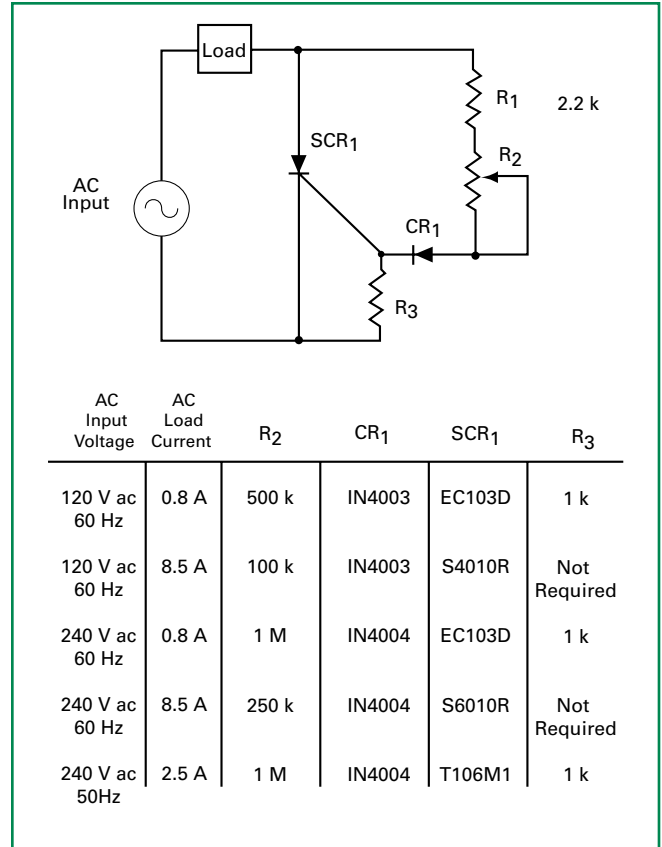 Load
R1
2.2 k
SCR1
R2
AC
Input
CR1
R3
AC
Input
Voltage
AC
Load
Current
R2
CR1
SCR1
R3
120 V ac
60 Hz
0.8 A
500 k
IN4003
EC103D
1 k
120 V ac
60 Hz
8.5 A
100 k
IN4003
S4010R
Not
Required
240 V ac
60 Hz
0.8 A
1 M
IN4004
EC103D
1 k
240 V ac
60 Hz
8.5 A
250 k
IN4004
S6010R
Not
Required
240 V ac
50Hz
2.5 A
1 M
IN4004
T106M1
1 k